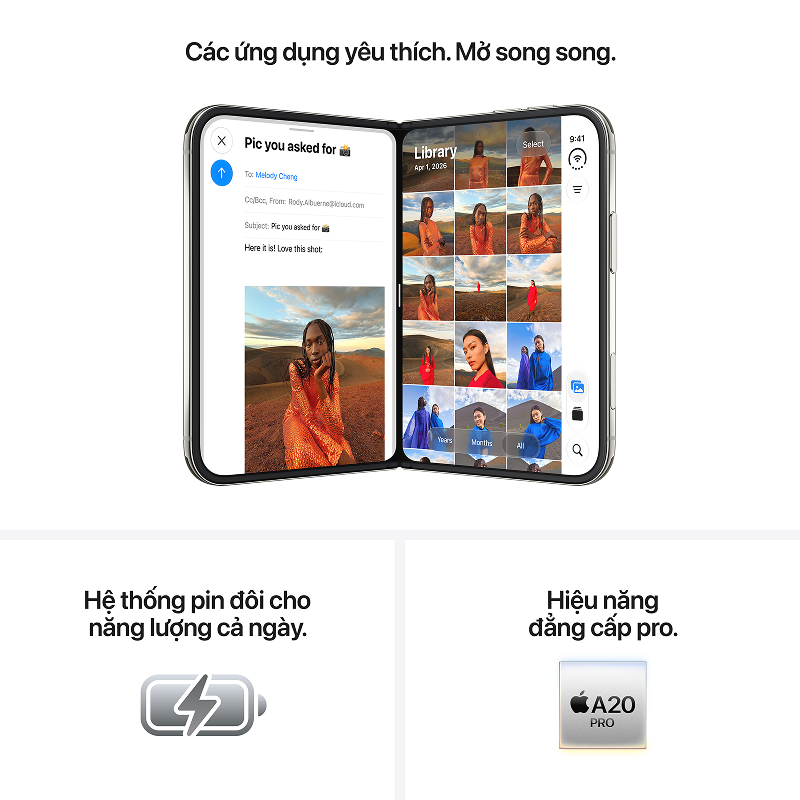 Các ứng dụng yêu thích. Mở song song.
Pic you asked for 📸
To: Melody Cheng
Cc/Bcc, From: Rody.Albuerne@icloud.com
Subject: Pic you asked for 📸
Here it is! Love this shot:
Library
Apr 1, 2026
Select
9:41
Years
Months
All
Hệ thống pin đôi cho
năng lượng cả ngày.
Hiệu năng
đẳng cấp pro.
A20
PRO